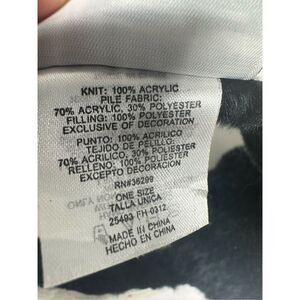 KNIT: 100% ACRYLIC
PILE FABRIC:
70% ACRYLIC, 30% POLYESTER
FILLING: 100% POLYESTER
EXCLUSIVE OF DECORATION
PUNTO: 100% ACRILICO
TEJIDO DE PELILLO:
70% ACRILICO, 30% POLIESTER
RELLENO: 100% POLIESTER
EXCEPTO DECORACION
RN#36299
ONE SIZE
TALLA UNICA
25493 FH 0312
MADE IN CHINA
HECHO EN CHINA